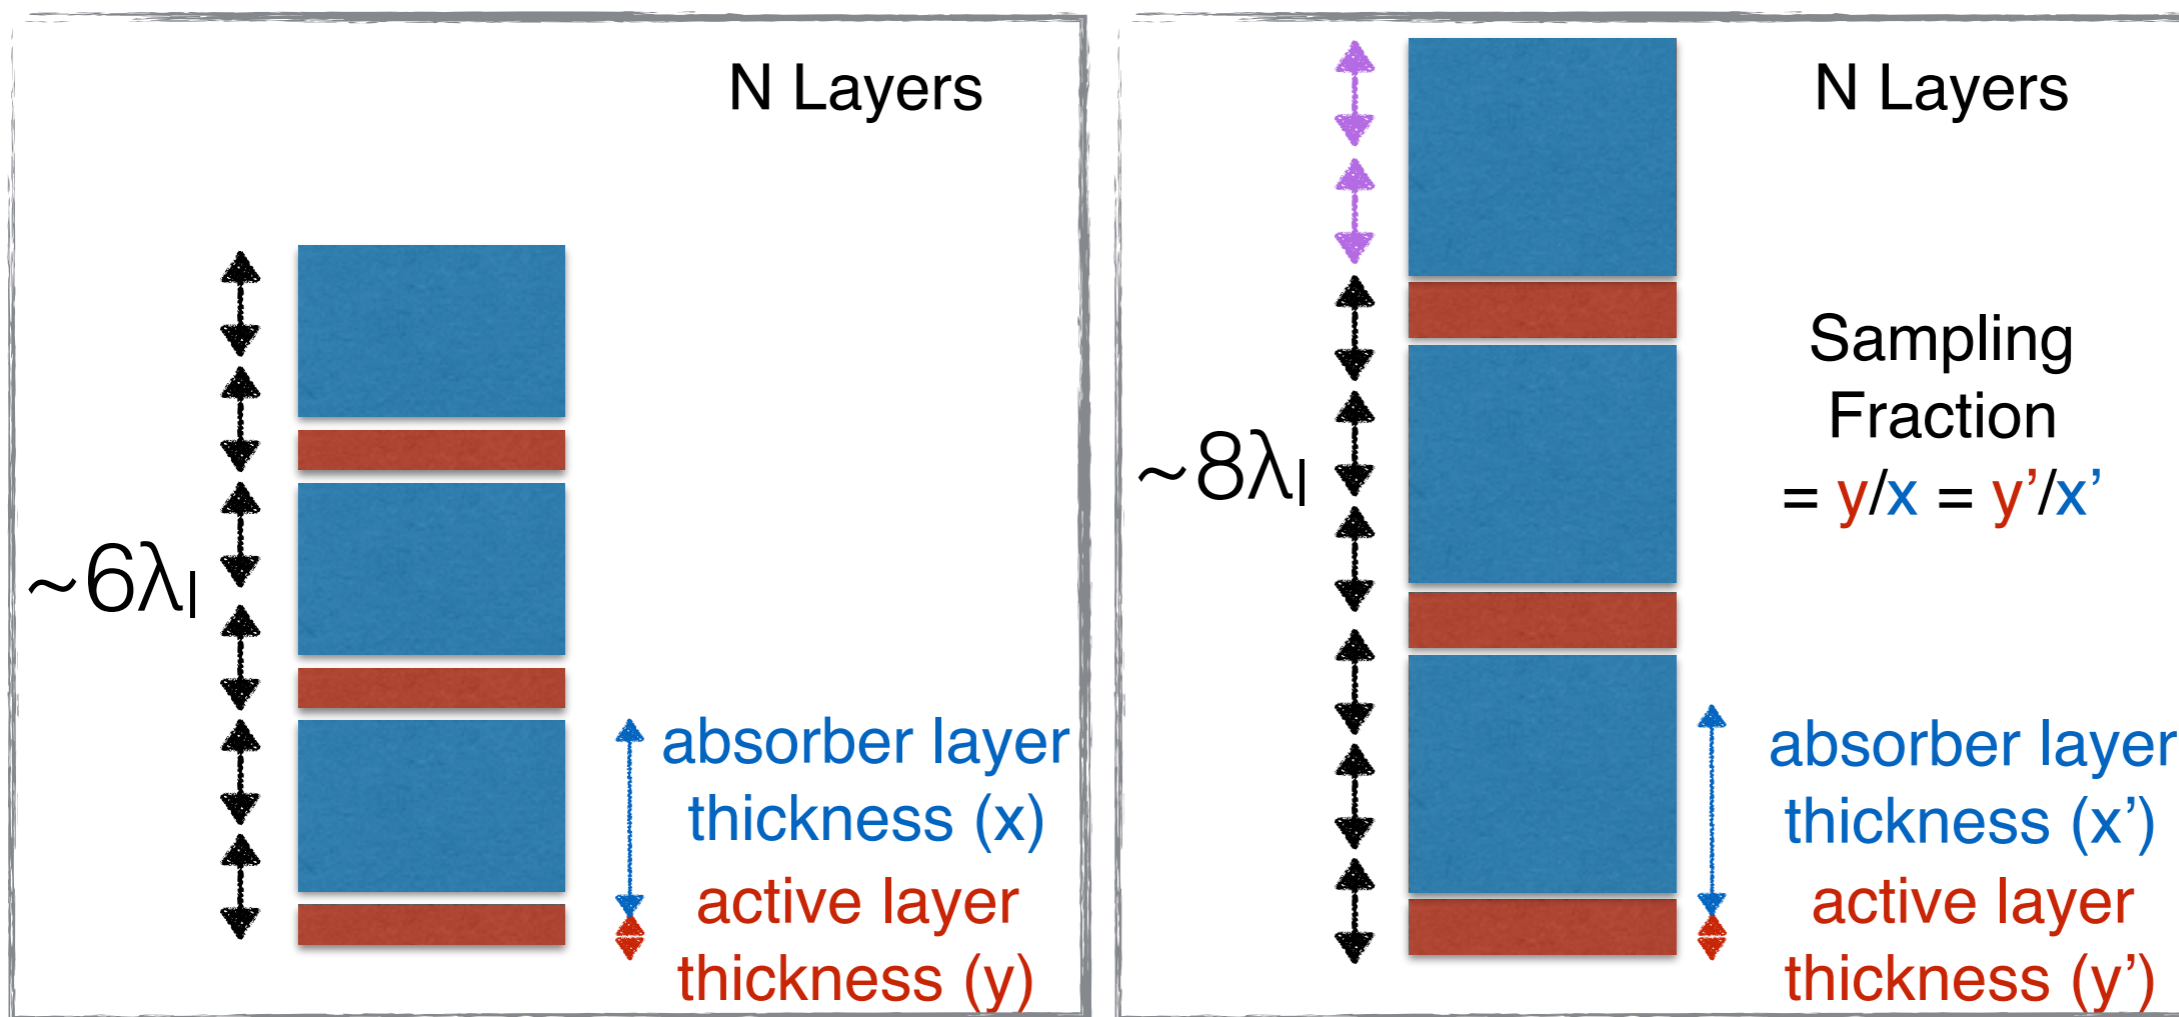 N Layers
~6λI
absorber layer
thickness (x)
active layer
thickness (y)
N Layers
~8λI
Sampling
Fraction
= y/x = y’/x’
absorber layer
thickness (x’)
active layer
thickness (y’)